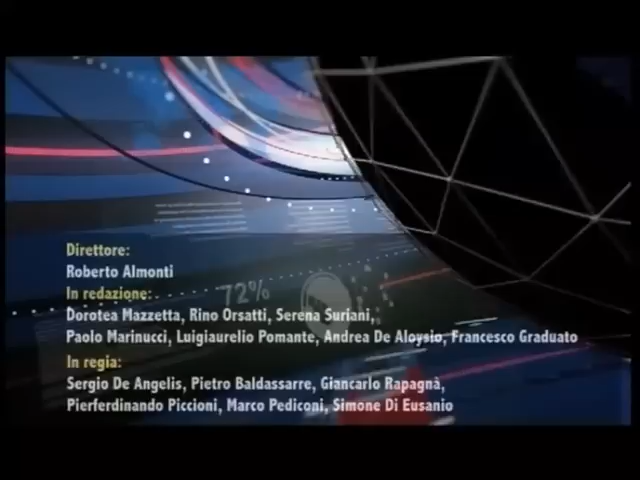 Direttore:
Roberto Almonti
In redazione:
72%
Dorotea Mazzetta, Rino Orsatti, Serena Suriani,
Paolo Marinucci, Luigiaurelio Pomante, Andrea De Aloysio, Francesco Graduato
In regia:
Sergio De Angelis, Pietro Baldassarre, Giancarlo Rapagnà,
Pierferdinando Piccioni, Marco Pediconi, Simone Di Eusanio